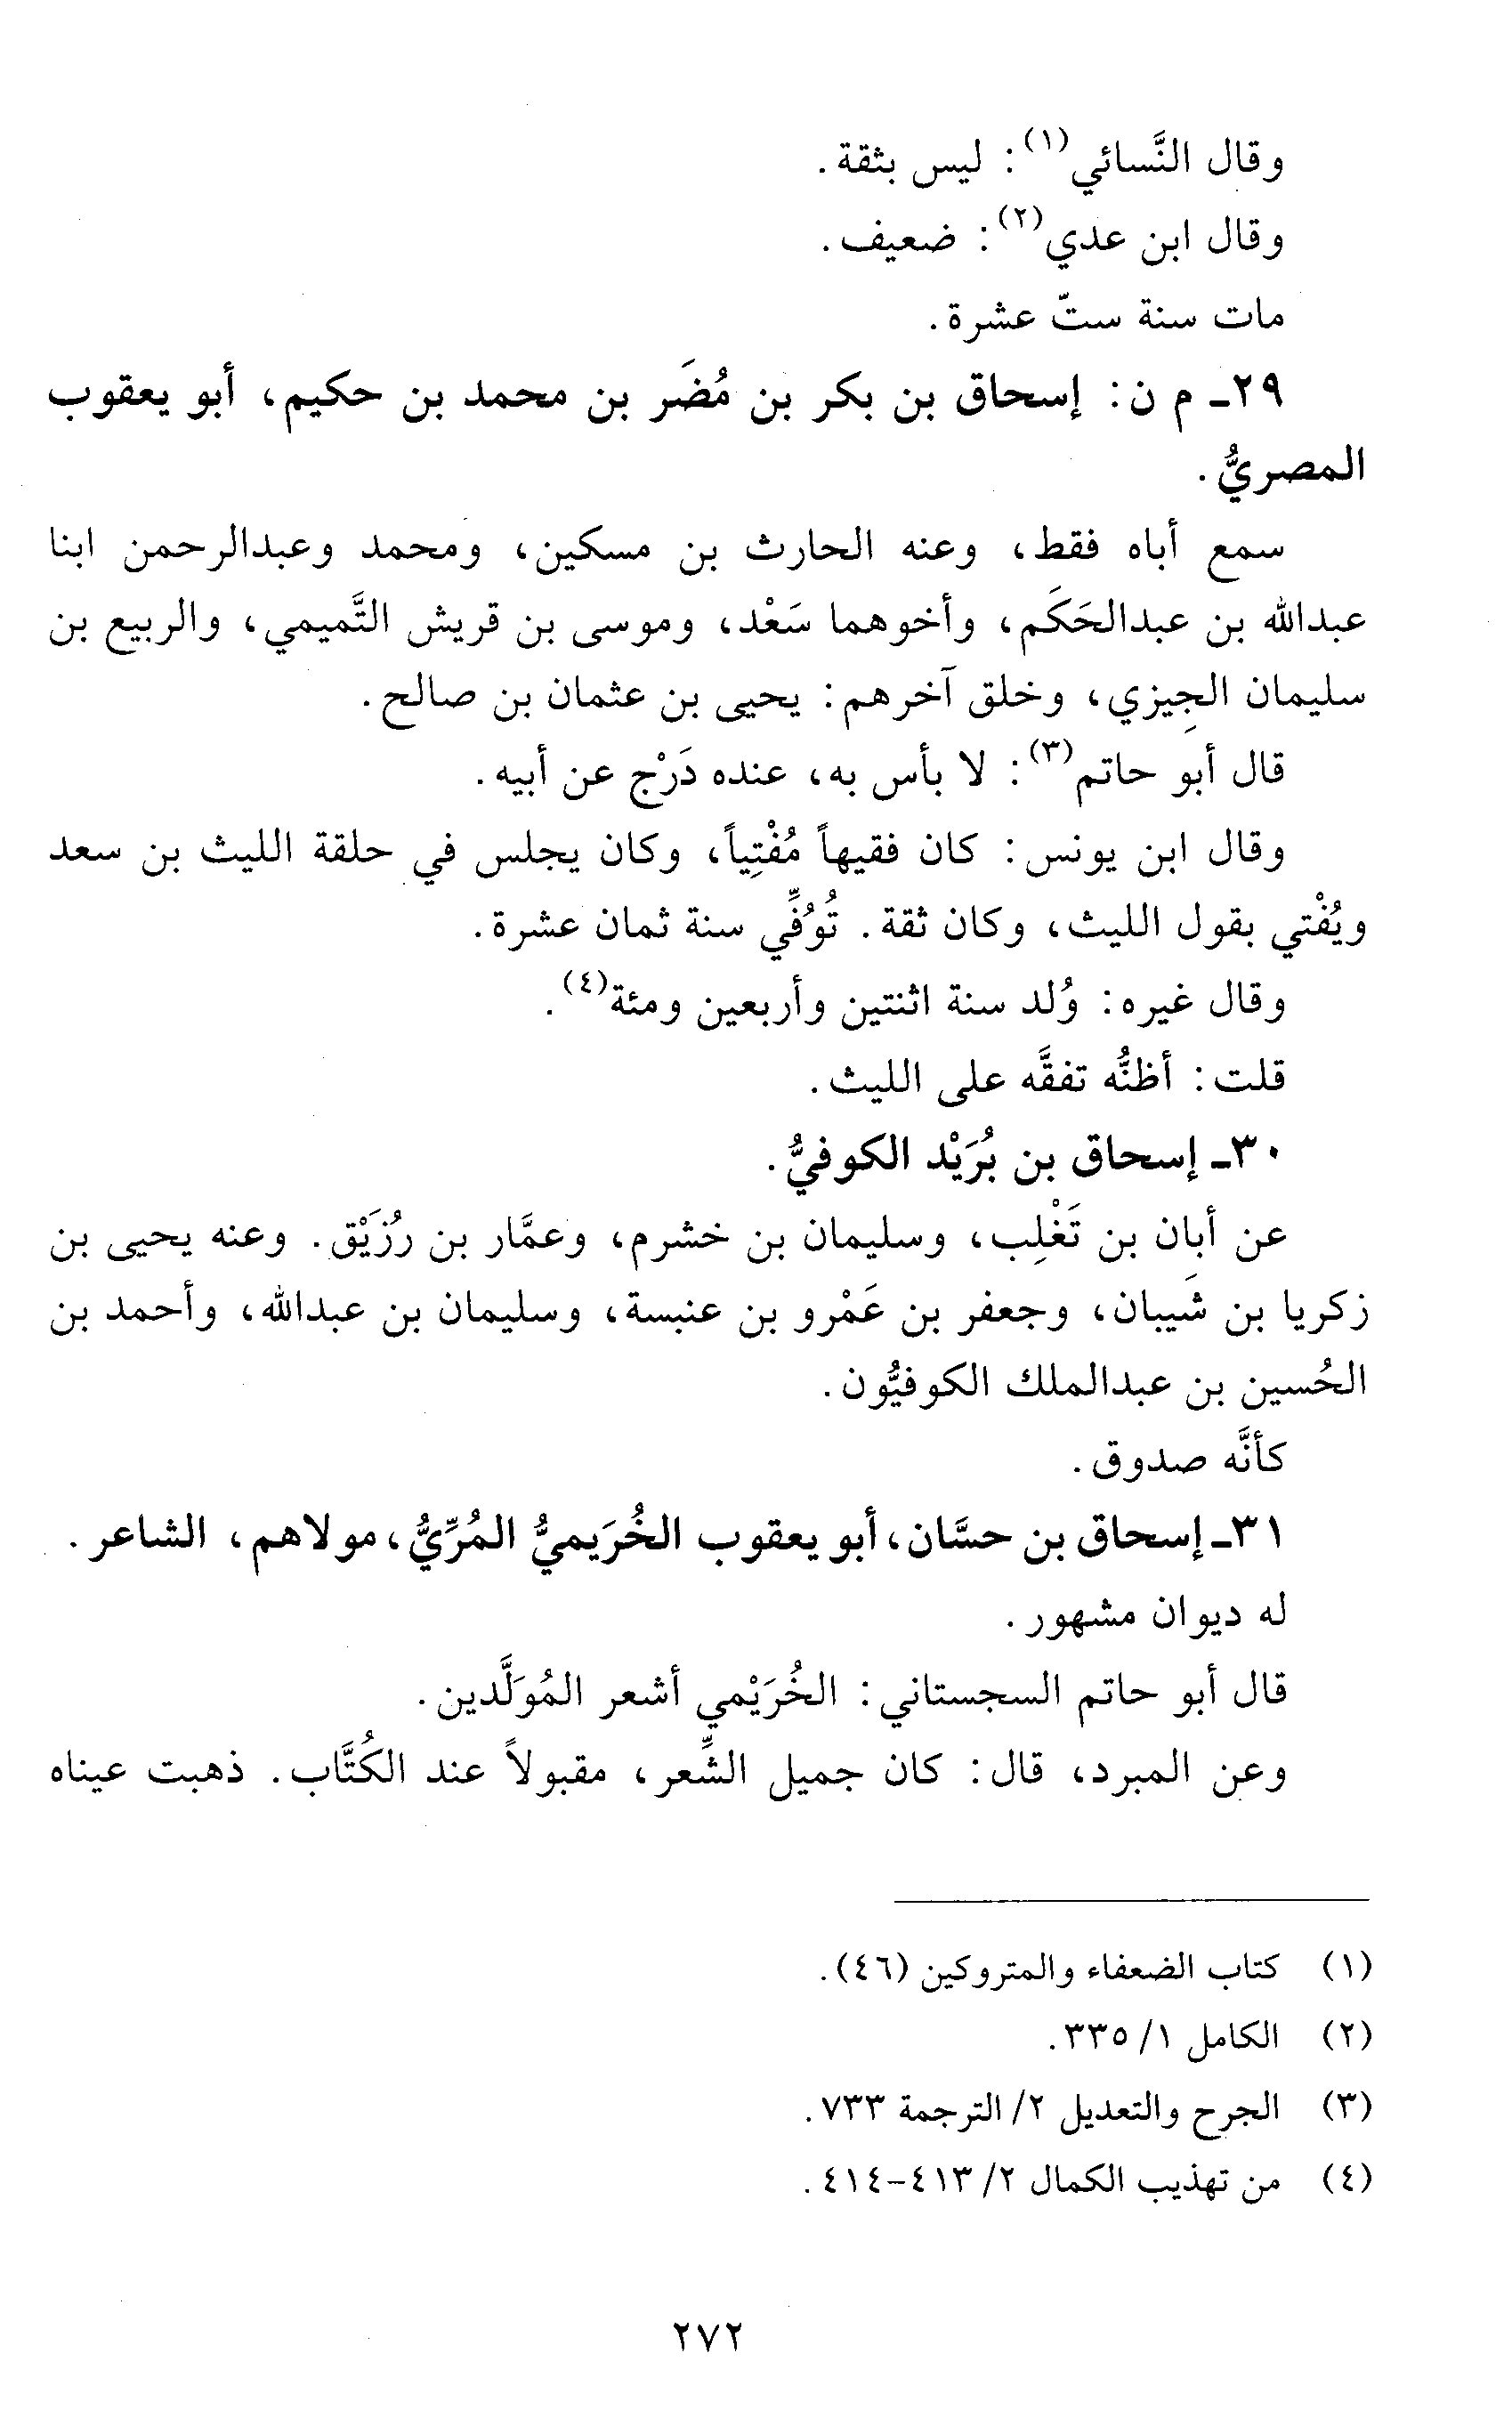 وقال النَّسائي(١): ليس بثقة.
وقال ابن عدي(٢): ضعيف.
مات سنة ستّ عشرة.
٢٩ـ م ن: إسحاق بن بكر بن مُضَر بن محمد بن حكيم، أبو يعقوب
المصريُّ.
سمع أباه فقط، وعنه الحارث بن مسكين، ومحمد وعبدالرحمن ابنا
عبدالله بن عبدالحَكَم، وأخوهما سَعْد، وموسى بن قريش التَّميمي، والربيع بن
سليمان الجِيزي، وخلق آخرهم: يحيى بن عثمان بن صالح.
قال أبو حاتم(٣): لا بأس به، عنده دَرْج عن أبيه.
وقال ابن يونس: كان فقيهاً مُفْتِياً، وكان يجلس في حلقة الليث بن سعد
ويُفْتي بقول الليث، وكان ثقة. تُوُفِّي سنة ثمان عشرة.
وقال غيره: وُلد سنة اثنتين وأربعين ومئة(٤).
قلت: أظنُّه تفقَّه على الليث.
٣٠ـ إسحاق بن بُرَيْد الكوفيُّ.
عن أبان بن تَغْلِب، وسليمان بن خشرم، وعمَّار بن رُزَيْق. وعنه يحيى بن
زكريا بن شَيبان، وجعفر بن عَمْرو بن عنبسة، وسليمان بن عبدالله، وأحمد بن
الحُسين بن عبدالملك الكوفيُّون.
كأنَّه صدوق.
٣١ـ إسحاق بن حسَّان، أبو يعقوب الخُرَيميُّ المُرِّيُّ، مولاهم، الشاعر.
له ديوان مشهور.
قال أبو حاتم السجستاني: الخُرَيْمي أشعر المُوَلَّدين.
وعن المبرد، قال: كان جميل الشِّعر، مقبولاً عند الكُتَّاب. ذهبت عيناه
(١) كتاب الضعفاء والمتروكين (٤٦).
(٢) الكامل ١/ ٣٣٥.
(٣) الجرح والتعديل ٢/ الترجمة ٧٣٣.
(٤) من تهذيب الكمال ٢/ ٤١٣-٤١٤.
٢٧٢